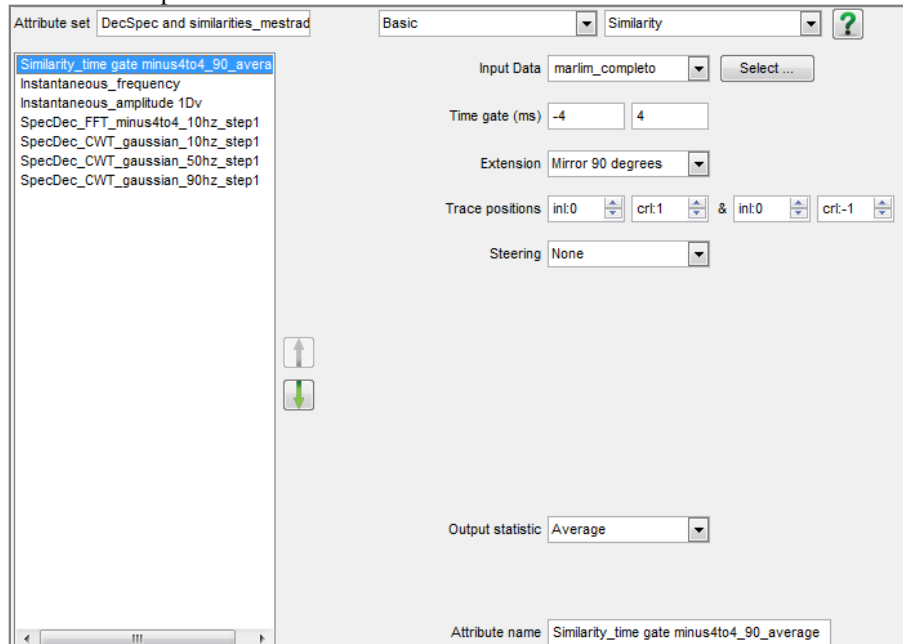 Attribute set DecSpec and similarities_mestrad Basic Similarity ?
Similarity_time gate minus4to4_90_avera
Instantaneous_frequency
Instantaneous_amplitude 1Dv
SpecDec_FFT_minus4to4_10hz_step1
SpecDec_CWT_gaussian_10hz_step1
SpecDec_CWT_gaussian_50hz_step1
SpecDec_CWT_gaussian_90hz_step1
Input Data marlim_completo Select ...
Time gate (ms) -4 4
Extension Mirror 90 degrees
Trace positions inl:0 crl:1 & inl:0 crl:-1
Steering None
Output statistic Average
Attribute name Similarity_time gate minus4to4_90_average